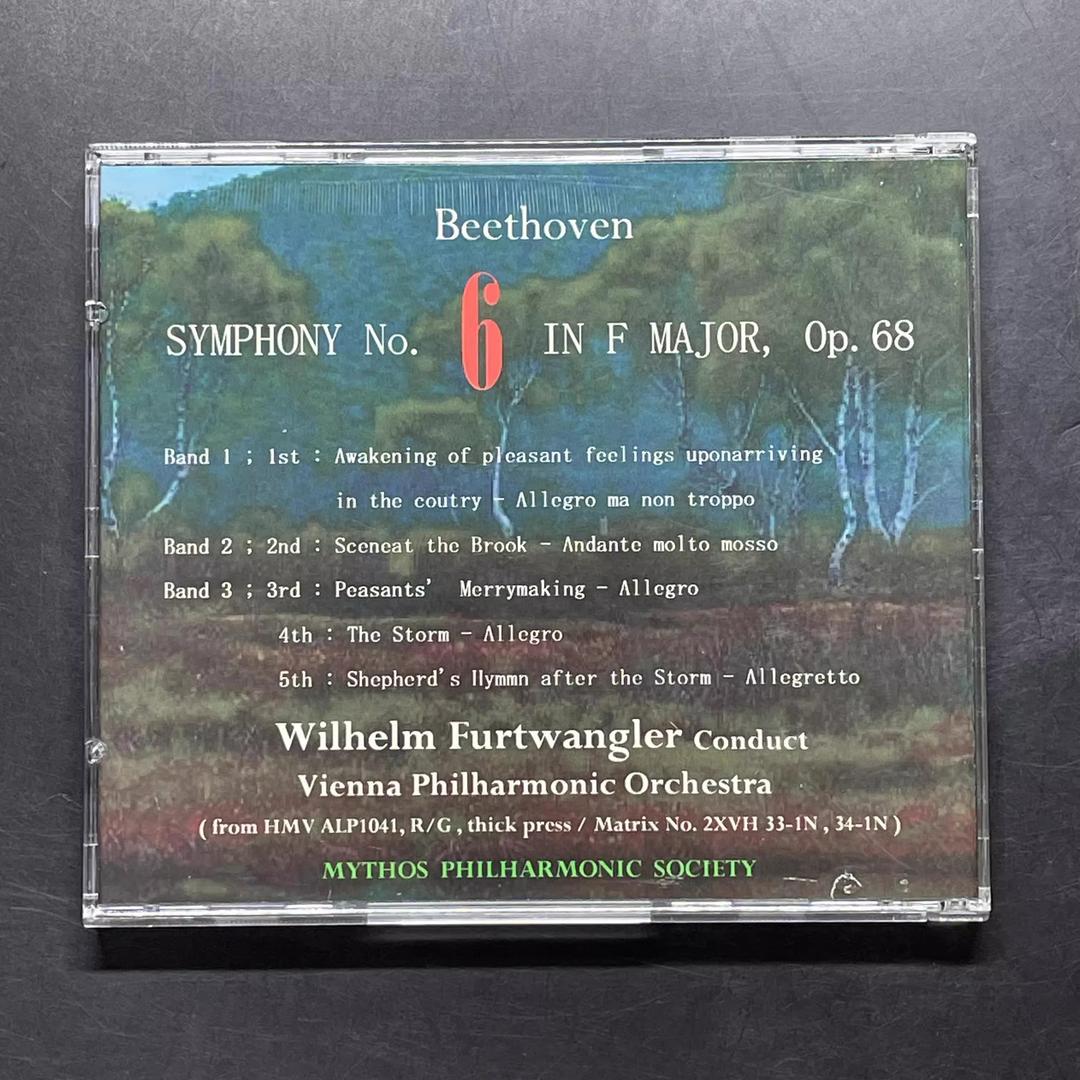 Beethoven
SYMPHONY No. 6 IN F MAJOR, Op. 68
Band 1 ; 1st : Awakening of pleasant feelings uponarriving
in the coutry - Allegro ma non troppo
Band 2 ; 2nd : Sceneat the Brook - Andante molto mosso
Band 3 ; 3rd : Peasants' Merrymaking - Allegro
4th : The Storm - Allegro
5th : Shepherd's Hymmn after the Storm - Allegretto
Wilhelm Furtwangler Conduct
Vienna Philharmonic Orchestra
( from HMV ALP1041, R/G , thick press / Matrix No. 2XVH 33-1N , 34-1N )
MYTHOS PHILHARMONIC SOCIETY